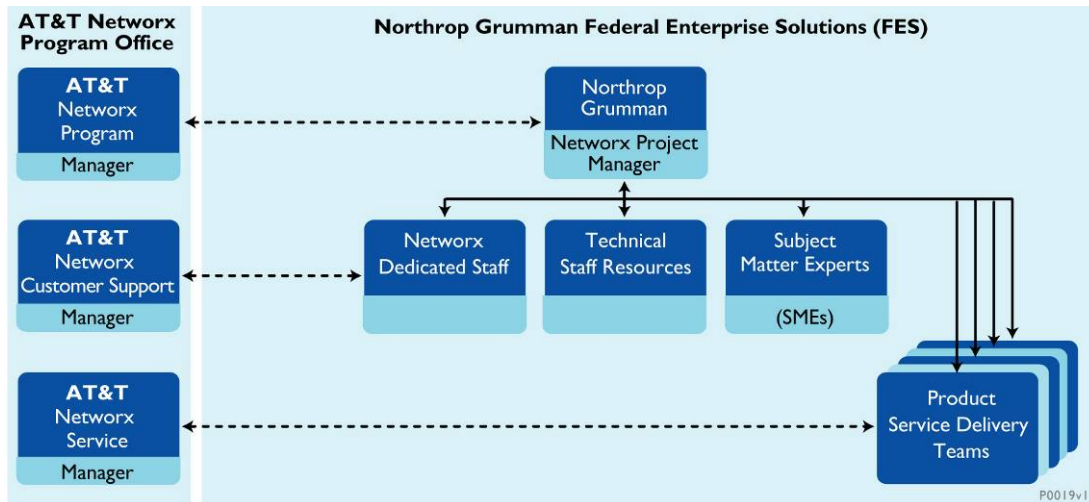 AT&T Networx
Program Office
Northrop Grumman Federal Enterprise Solutions (FES)
AT&T
Networx
Program
Manager
Northrop
Grumman
Networx Project
Manager
AT&T
Networx
Customer Support
Manager
Networx
Dedicated Staff
Technical
Staff Resources
Subject
Matter Experts
(SMEs)
AT&T
Networx
Service
Manager
Product
Service Delivery
Teams
P0019v1